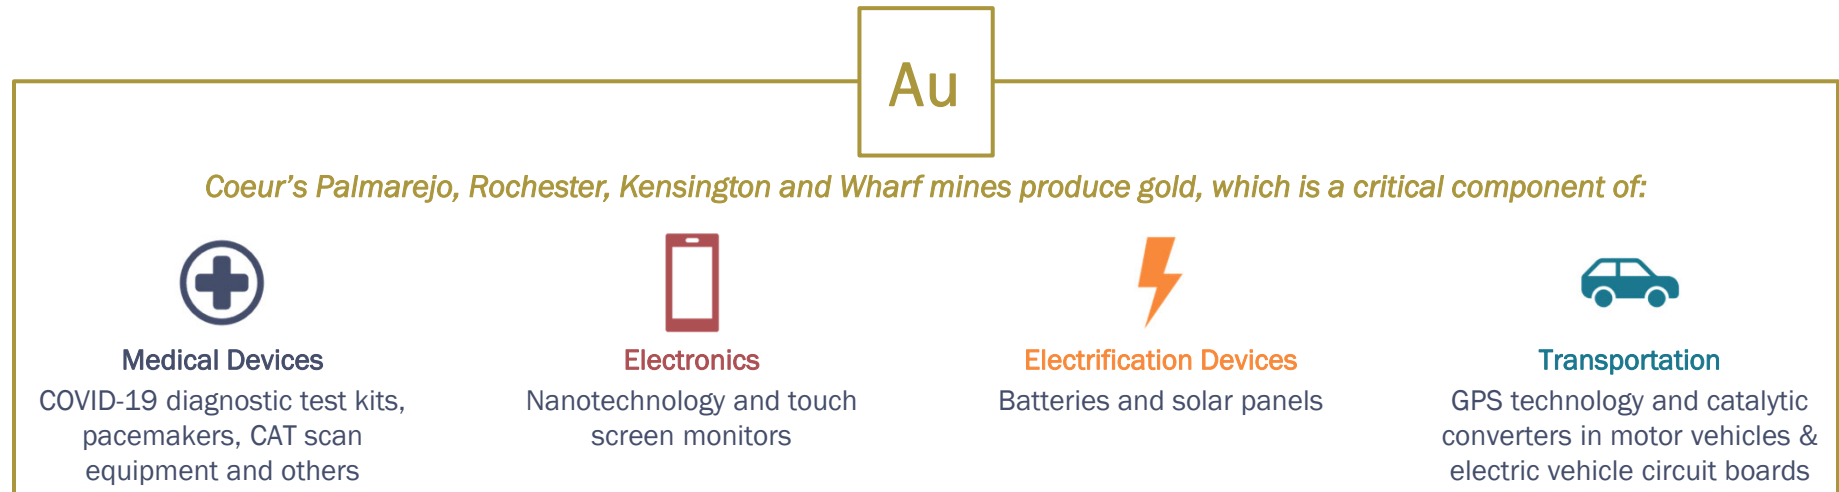 Au
Coeur's Palmarejo, Rochester, Kensington and Wharf mines produce gold, which is a critical component of:
Medical Devices
COVID-19 diagnostic test kits,
pacemakers, CAT scan
equipment and others
Electronics
Nanotechnology and touch
screen monitors
Electrification Devices
Batteries and solar panels
Transportation
GPS technology and catalytic
converters in motor vehicles &
electric vehicle circuit boards